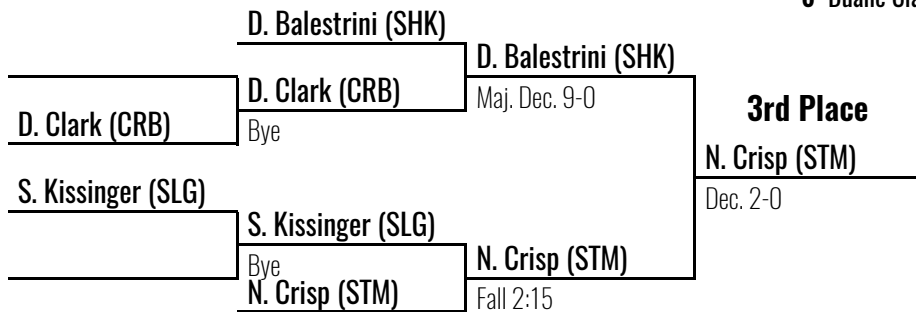 Duane
D. Balestrini (SHK)
D. Balestrini (SHK)
D. Clark (CRB)
Maj. Dec. 9-0
3rd Place
D. Clark (CRB)
Bye
N. Crisp (STM)
S. Kissinger (SLG)
Dec. 2-0
S. Kissinger (SLG)
Bye
N. Crisp (STM)
N. Crisp (STM)
Fall 2:15